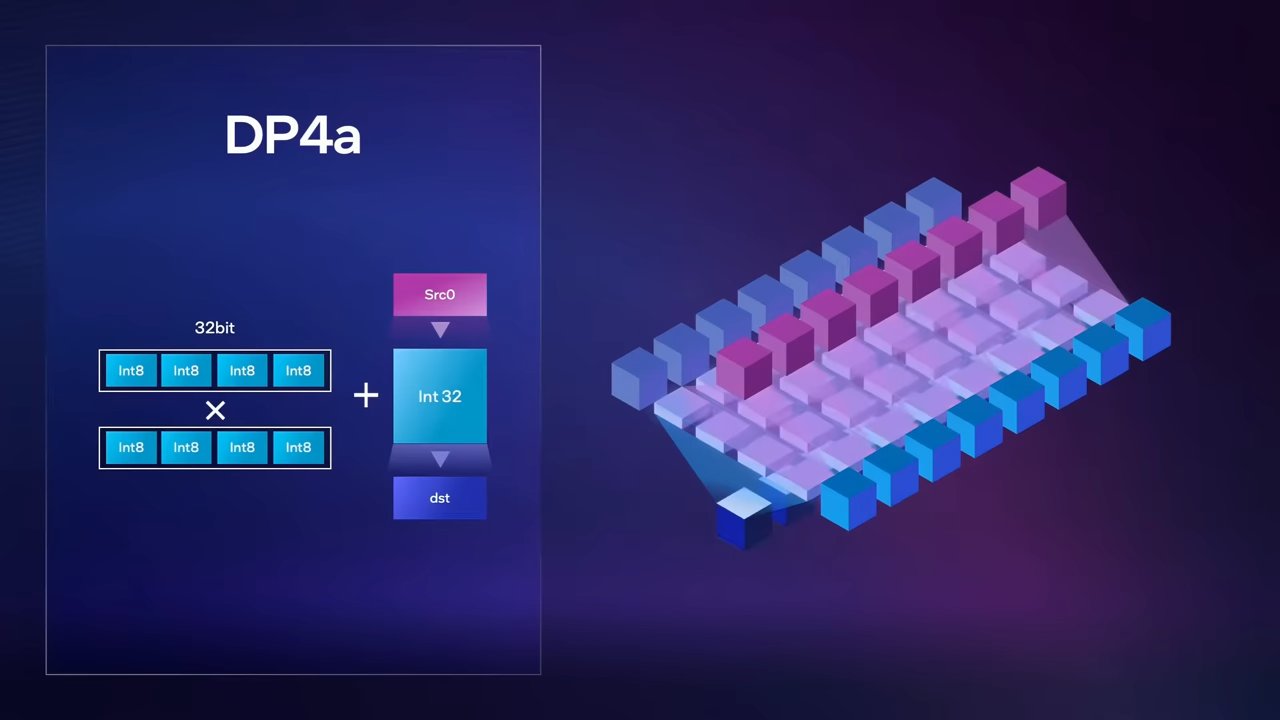 DP4a
Src0
32bit
Int8 Int8 Int8 Int8
×
+
Int 32
Int8 Int8 Int8 Int8
dst